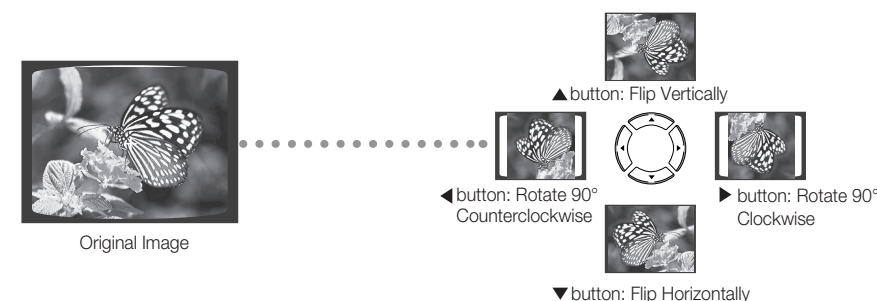 ▲ button: Flip Vertically
◀ button: Rotate 90°
Counterclockwise
▶ button: Rotate 90°
Clockwise
Original Image
▼ button: Flip Horizontally